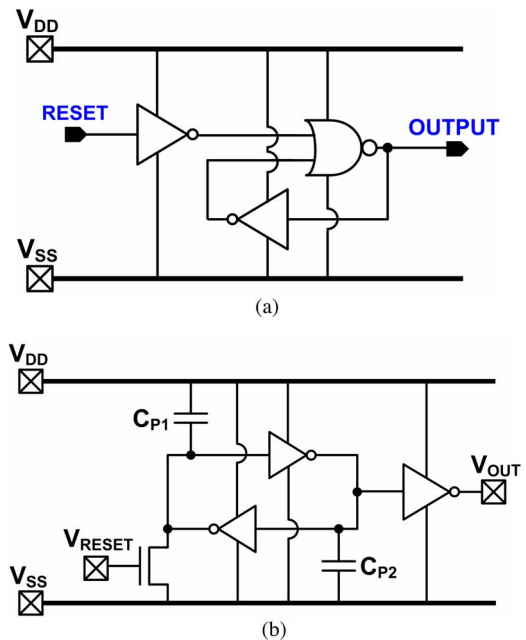 VDD
RESET
OUTPUT
VSS
(a)
VDD
CP1
VOUT
VRESET
CP2
VSS
(b)